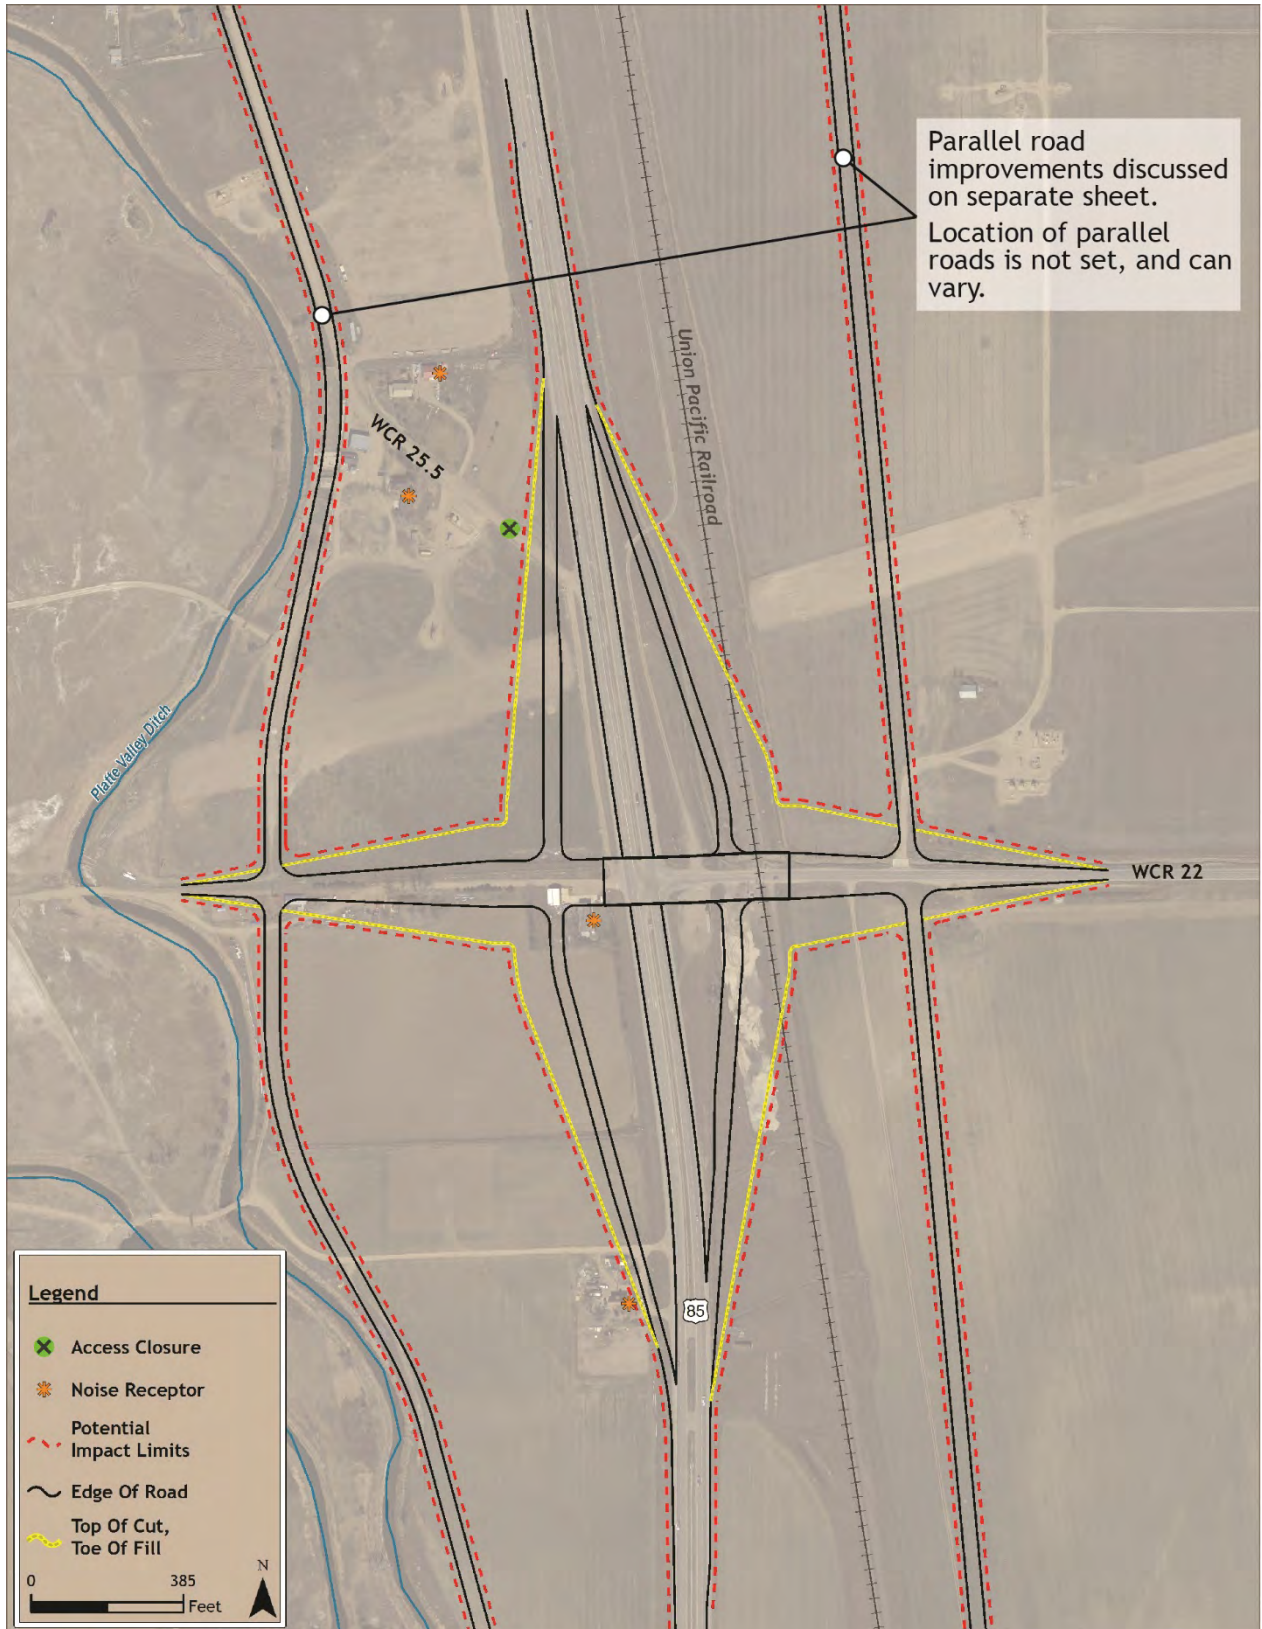 Parallel road
improvements discussed
on separate sheet.
Location of parallel
roads is not set, and can
vary.
Union Pacific Railroad
WCR 25.5
Platte Valley Ditch
WCR 22
85
Legend
Access Closure
Noise Receptor
Potential
Impact Limits
Edge Of Road
Top Of Cut,
Toe Of Fill
N
0 385
Feet